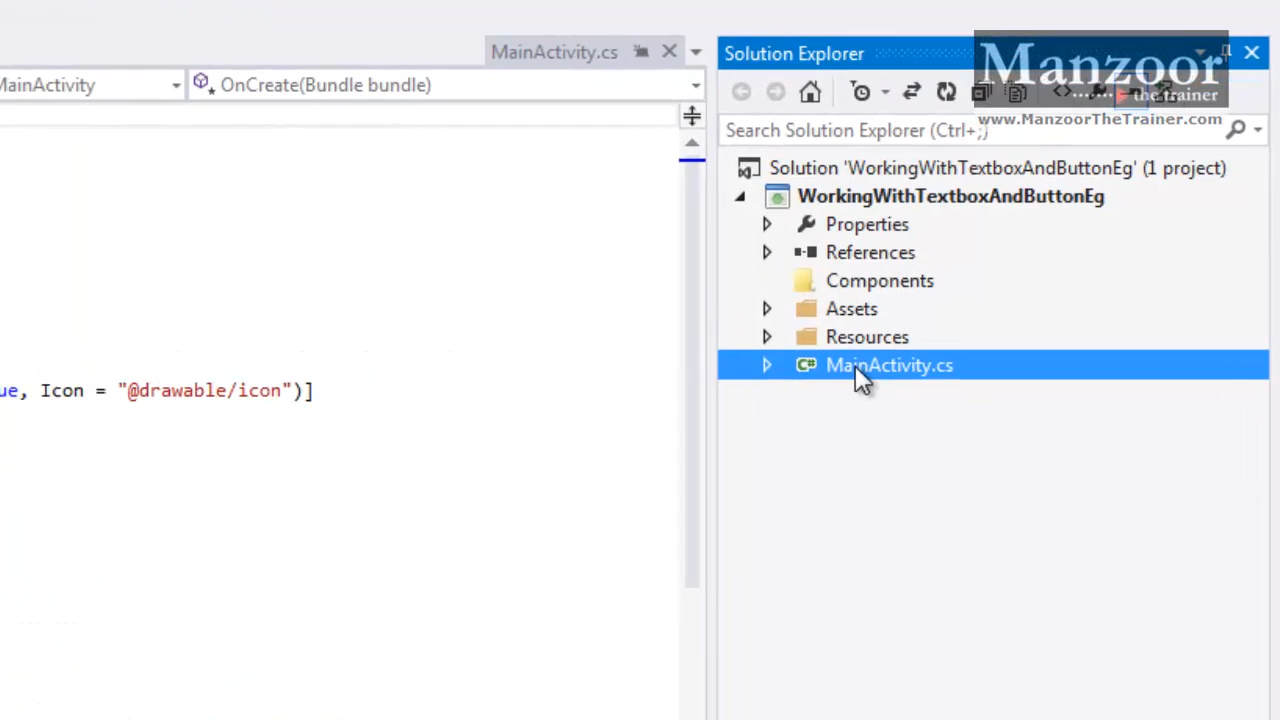 MainActivity.cs
MainActivity
OnCreate(Bundle bundle)
ue, Icon = "@drawable/icon")]
Solution Explorer
Manzoor
the trainer
www.ManzoorTheTrainer.com
Search Solution Explorer (Ctrl+;)
Solution 'WorkingWithTextboxAndButtonEg' (1 project)
WorkingWithTextboxAndButtonEg
Properties
References
Components
Assets
Resources
C# MainActivity.cs